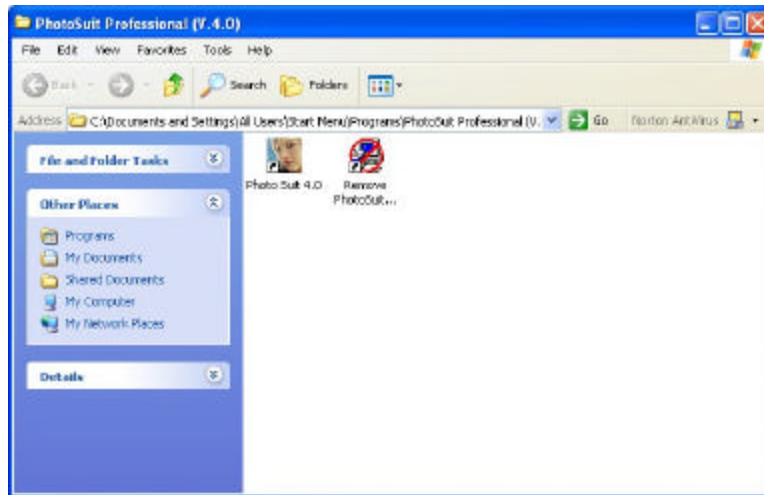 PhotoSuit Professional (V.4.0)
File Edit View Favorites Tools Help
Back Search Folders
Address C:\Documents and Settings\All Users\Start Menu\Programs\PhotoSuit Professional (V. Go Norton AntiVirus
File and Folder Tasks
Photo Suit 4.0
Remove
PhotoSuit...
Other Places
Programs
My Documents
Shared Documents
My Computer
My Network Places
Details